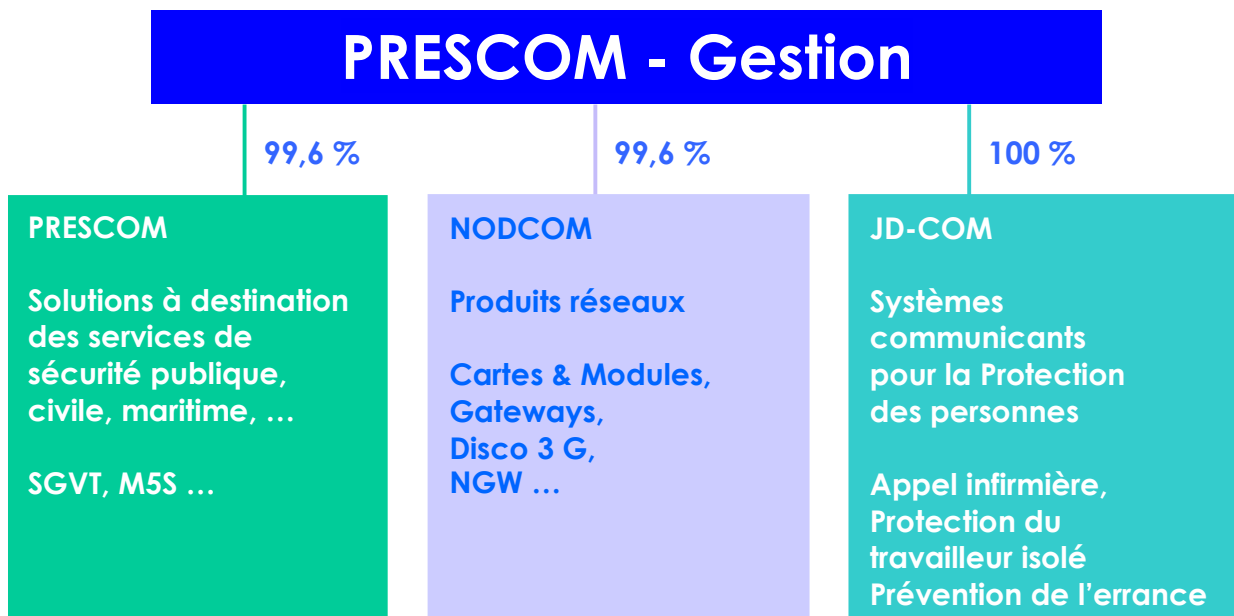 PRESCOM - Gestion
99,6 %
99,6 %
100 %
PRESCOM
Solutions à destination
des services de
sécurité publique,
civile, maritime, …
SGVT, M5S …
NODCOM
Produits réseaux
Cartes & Modules,
Gateways,
Disco 3 G,
NGW …
JD-COM
Systèmes
communicants
pour la Protection
des personnes
Appel infirmière,
Protection du
travailleur isolé
Prévention de l’errance